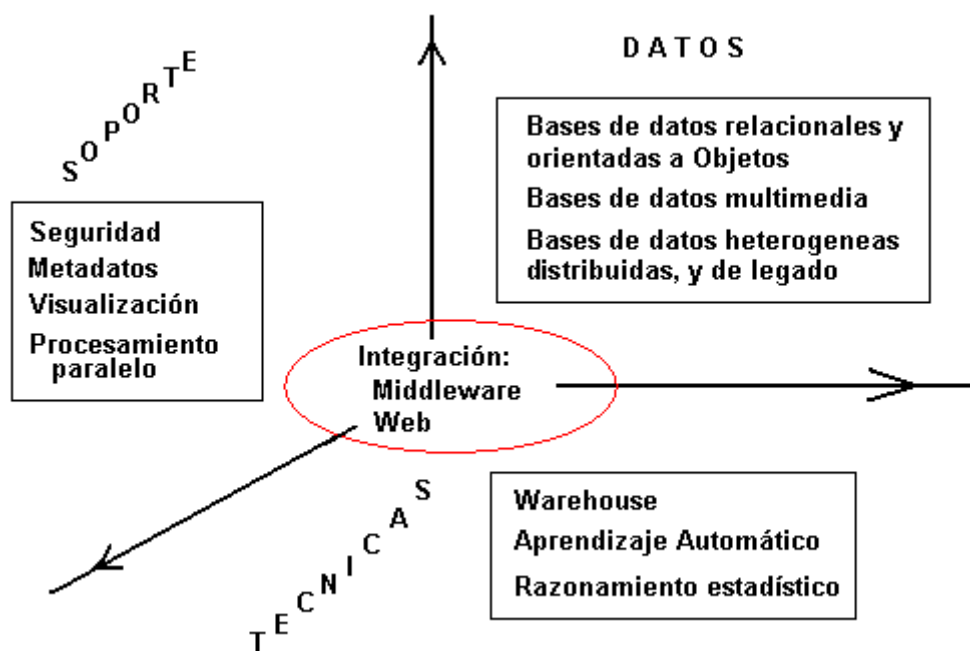 SOPORTE
Seguridad
Metadatos
Visualización
Procesamiento
paralelo
DATOS
Bases de datos relacionales y
orientadas a Objetos
Bases de datos multimedia
Bases de datos heterogeneas
distribuidas, y de legado
Integración:
Middleware
Web
TECNICAS
Warehouse
Aprendizaje Automático
Razonamiento estadístico